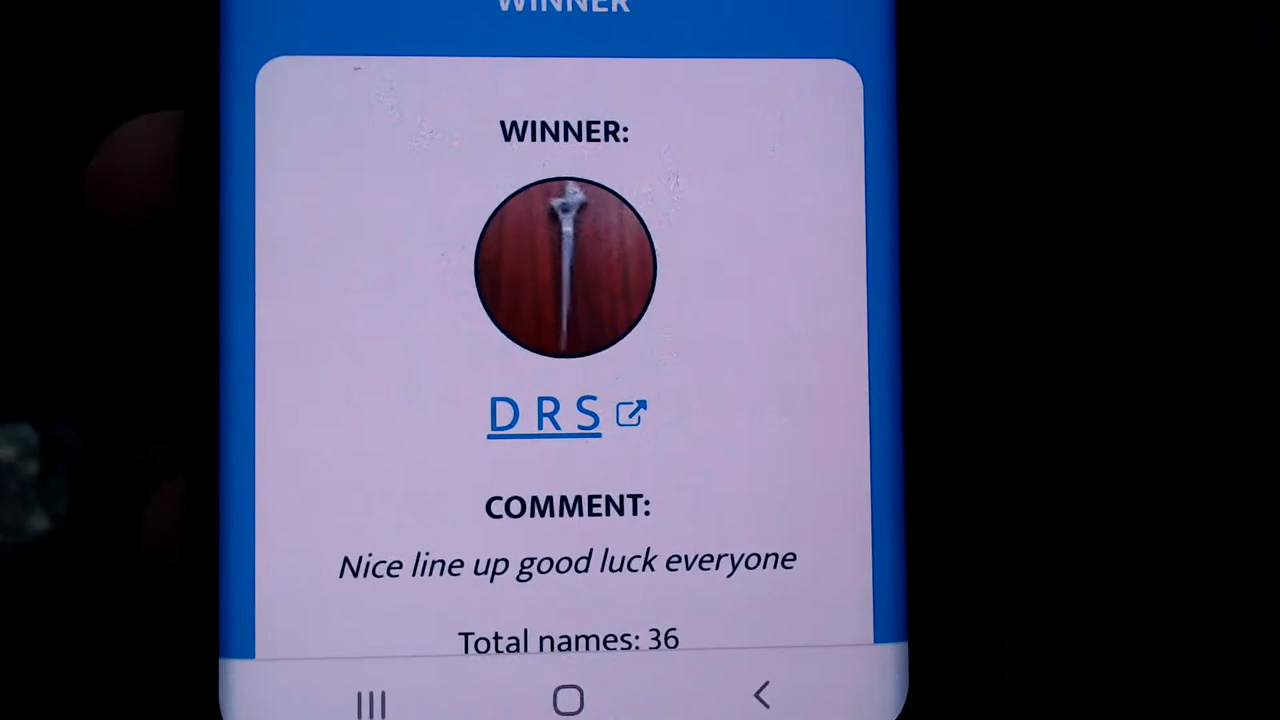 WINNER
WINNER:
D R S
COMMENT:
Nice line up good luck everyone
Total names: 36